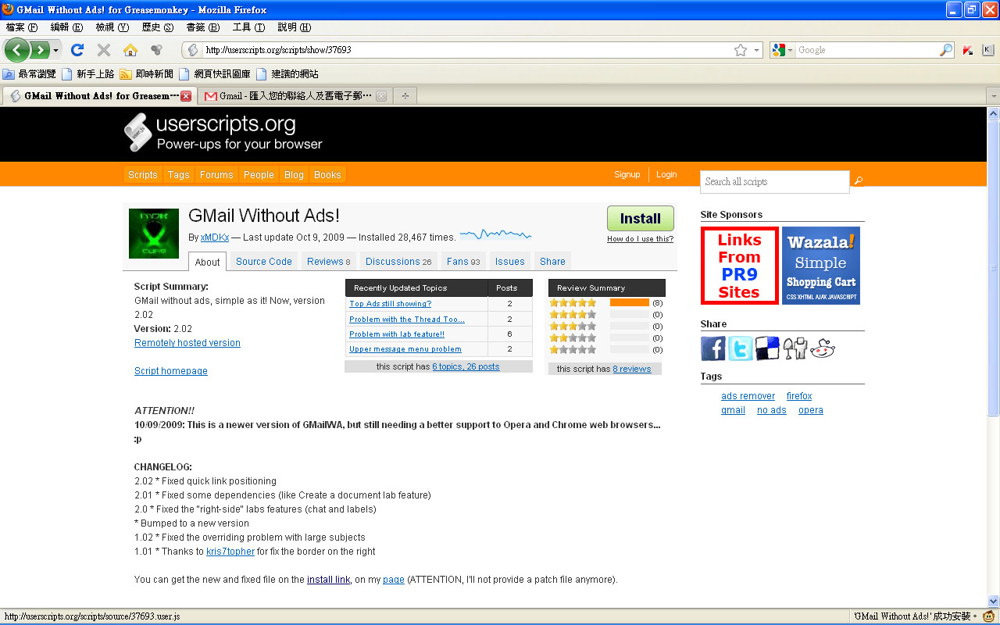 GMail Without Ads! for Greasemonkey - Mozilla Firefox
檔案 (F) 編輯 (E) 檢視 (V) 歷史 (S) 書籤 (B) 工具 (T) 說明 (H)
http://userscripts.org/scripts/show/37693
Google
最常瀏覽 新手上路 即時新聞 網頁快訊圖庫 建議的網站
GMail Without Ads! for Greasem...
Gmail - 匯入您的聯絡人及舊電子郵...
userscripts.org
Power-ups for your browser
Scripts Tags Forums People Blog Books
Signup Login
Search all scripts
MDK
CURE
GMail Without Ads!
By xMDKx — Last update Oct 9, 2009 — Installed 28,467 times.
Install
How do I use this?
About Source Code Reviews 8 Discussions 26 Fans 93 Issues Share
Script Summary:
GMail without ads, simple as it! Now, version
2.02
Version: 2.02
Remotely hosted version
Script homepage
Recently Updated Topics Posts
Top Ads still showing? 2
Problem with the Thread Too... 2
Problem with lab feature!! 6
Upper message menu problem 2
this script has 6 topics, 26 posts
Review Summary
(8)
(0)
(0)
(0)
(0)
this script has 8 reviews
Site Sponsors
Links
From
PR9
Sites
Wazala!
Simple
Shopping Cart
CSS XHTML AJAX JAVASCRIPT
Share
Tags
ads remover firefox
gmail no ads opera
ATTENTION!!
10/09/2009: This is a newer version of GMailWA, but still needing a better support to Opera and Chrome web browsers...
:p
CHANGELOG:
2.02 * Fixed quick link positioning
2.01 * Fixed some dependencies (like Create a document lab feature)
2.0 * Fixed the "right-side" labs features (chat and labels)
* Bumped to a new version
1.02 * Fixed the overriding problem with large subjects
1.01 * Thanks to kris7topher for fix the border on the right
You can get the new and fixed file on the install link, on my page (ATTENTION, I'll not provide a patch file anymore).
http://userscripts.org/scripts/source/37693.user.js
'GMail Without Ads!' 成功安裝。